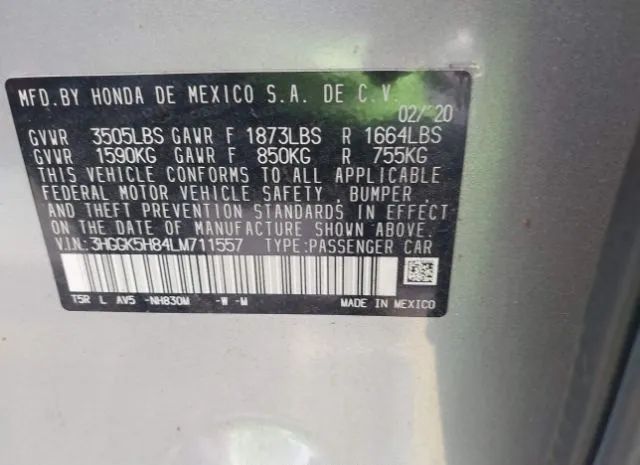 MFD.BY HONDA DE MEXICO S.A. DE C.V.
02/20
GVWR 3505LBS GAWR F 1873LBS R 1664LBS
GVWR 1590KG GAWR F 850KG R 755KG
THIS VEHICLE CONFORMS TO ALL APPLICABLE
FEDERAL MOTOR VEHICLE SAFETY , BUMPER ,
AND THEFT PREVENTION STANDARDS IN EFFECT
ON THE DATE OF MANUFACTURE SHOWN ABOVE.
V.I.N.:3HGGK5H84LM711557 TYPE:PASSENGER CAR
T5R L AV5 -NH830M -W -M MADE IN MEXICO